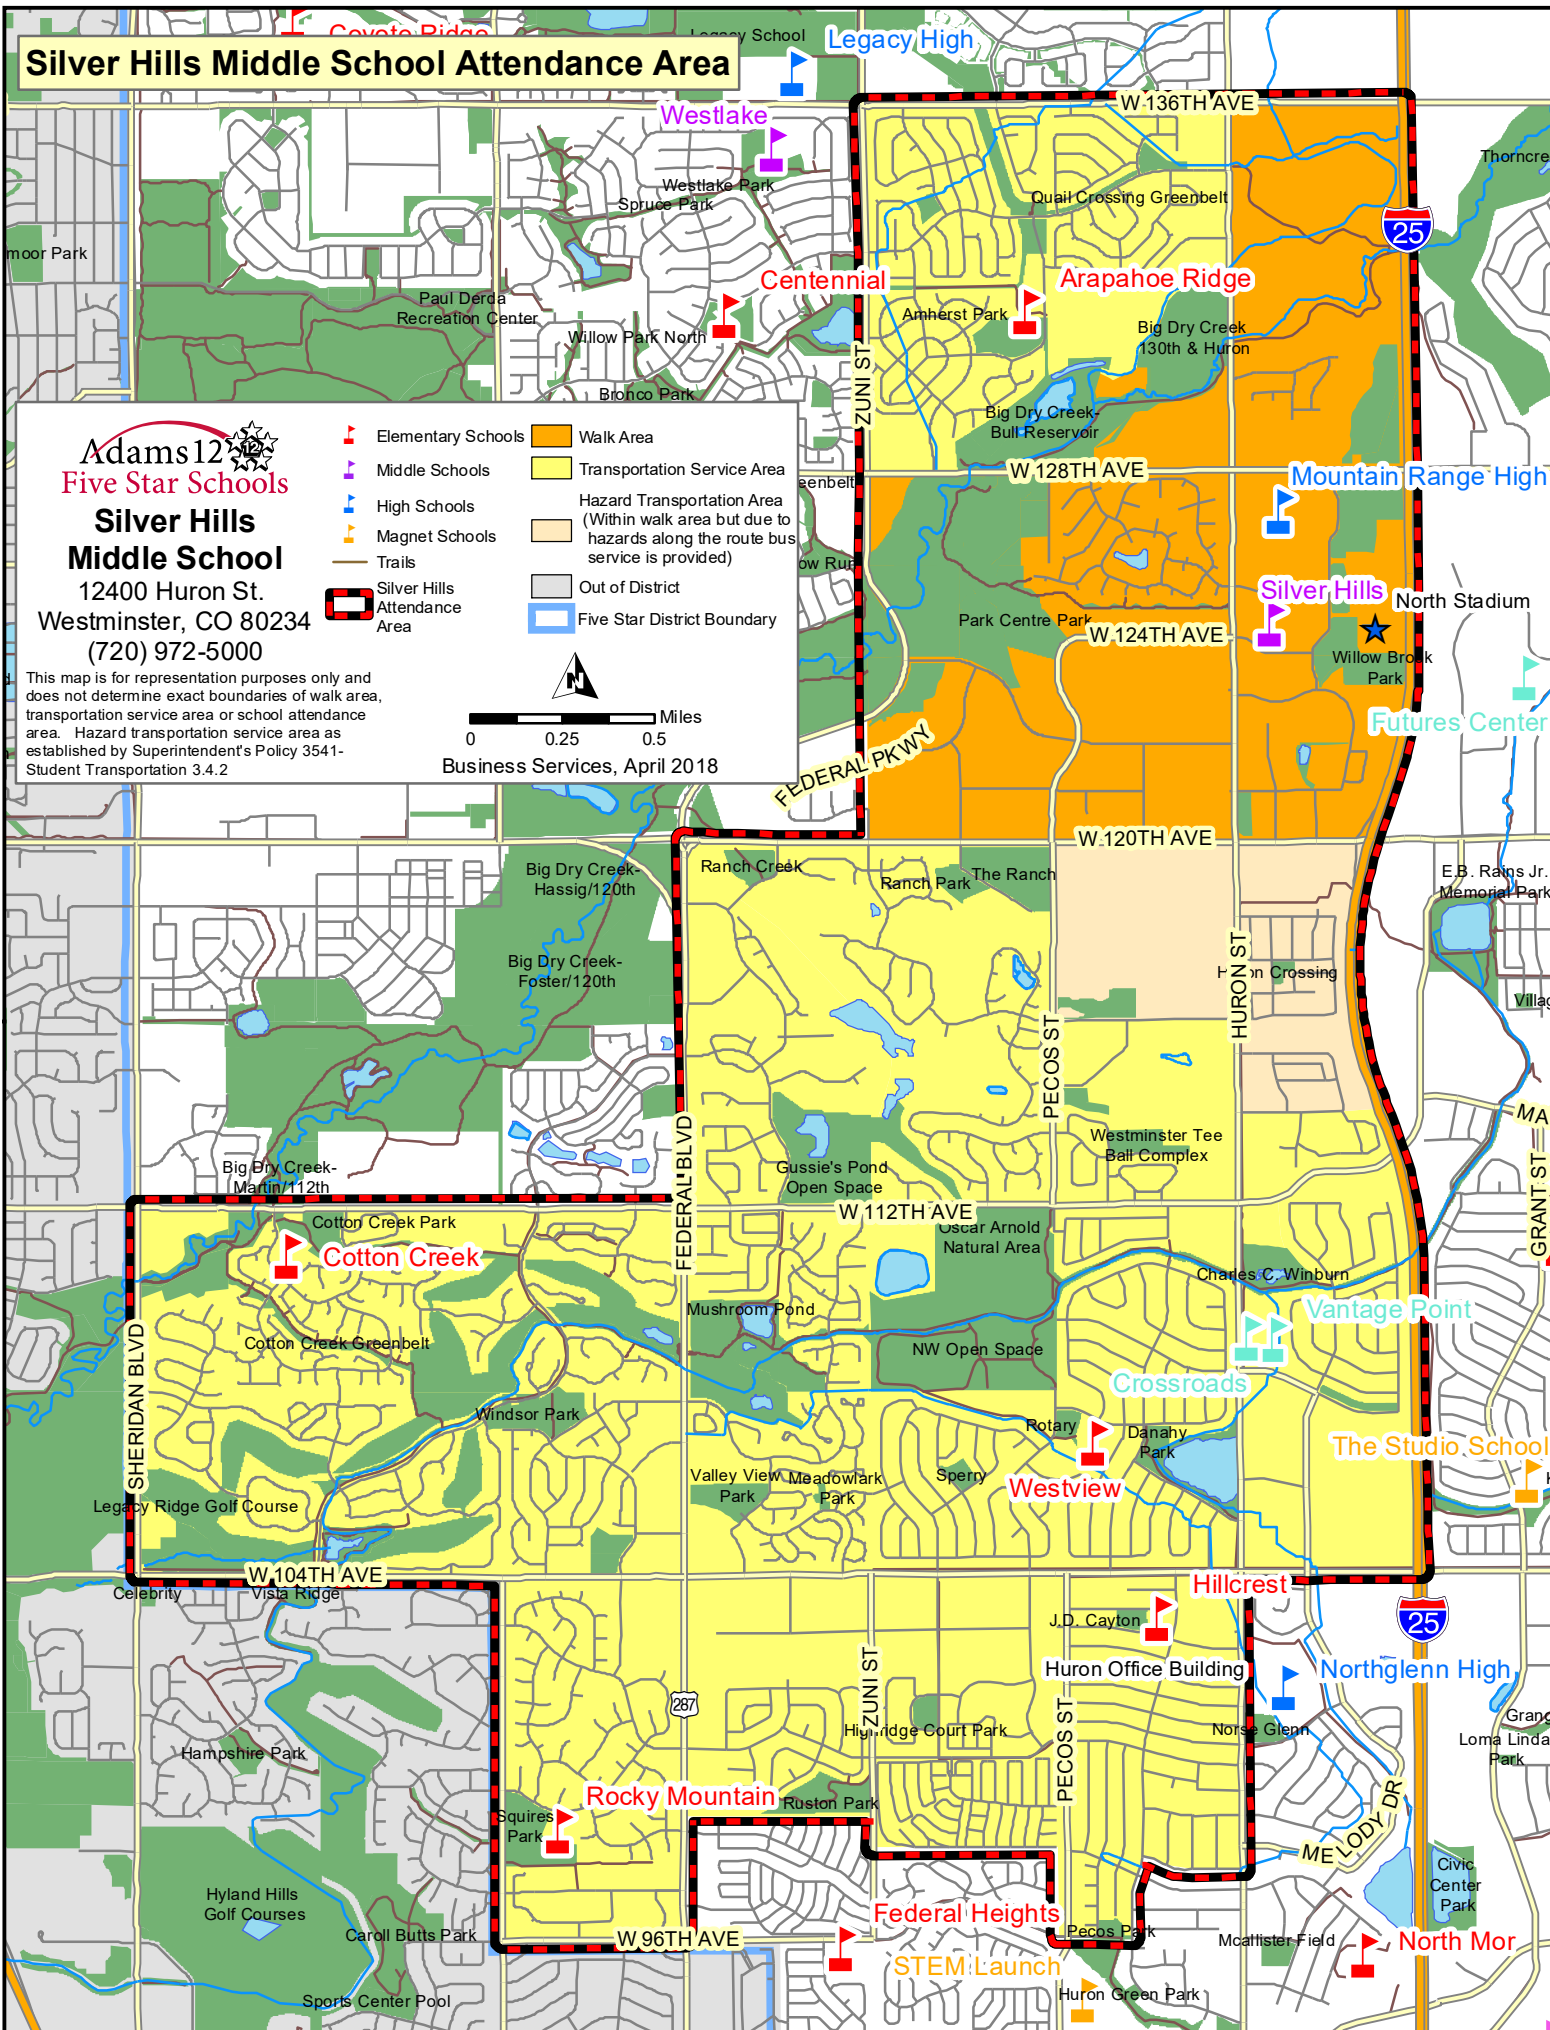 Coyote Ridge
Legacy School
Legacy High
Silver Hills Middle School Attendance Area
W 136TH AVE
Westlake
Thorncre
Westlake Park
Spruce Park
Quail Crossing Greenbelt
25
moor Park
Centennial
Arapahoe Ridge
Paul Derda
Recreation Center
Amherst Park
Willow Park North
Big Dry Creek
130th & Huron
ZUNI ST
Bronco Park
Big Dry Creek-
Bull Reservoir
W 128TH AVE
Mountain Range High
eenbelt
Adams 12
12
Five Star Schools
Silver Hills
Middle School
12400 Huron St.
Westminster, CO 80234
(720) 972-5000
This map is for representation purposes only and
does not determine exact boundaries of walk area,
transportation service area or school attendance
area. Hazard transportation service area as
established by Superintendent's Policy 3541-
Student Transportation 3.4.2
Elementary Schools
Middle Schools
High Schools
Magnet Schools
Trails
Silver Hills
Attendance
Area
Walk Area
Transportation Service Area
Hazard Transportation Area
(Within walk area but due to
hazards along the route bus
service is provided)
Out of District
Five Star District Boundary
N
Miles
0 0.25 0.5
Business Services, April 2018
ow Run
Silver Hills
North Stadium
Park Centre Park
W 124TH AVE
Willow Brook
Park
Futures Center
FEDERAL PKWY
W 120TH AVE
Big Dry Creek-
Hassig/120th
Ranch Creek
Ranch Park
The Ranch
E.B. Rains Jr.
Memorial Park
Big Dry Creek-
Foster/120th
HURON ST
Huron Crossing
Villag
PECOS ST
MA
FEDERAL BLVD
Westminster Tee
Ball Complex
Big Dry Creek-
Martin/112th
Gussie's Pond
Open Space
GRANT ST
W 112TH AVE
Cotton Creek Park
Oscar Arnold
Natural Area
Cotton Creek
Charles C. Winburn
Mushroom Pond
Vantage Point
Cotton Creek Greenbelt
NW Open Space
SHERIDAN BLVD
Crossroads
Windsor Park
Rotary
Danahy
Park
The Studio School
Valley View
Park
Meadowlark
Park
Sperry
Westview
Legacy Ridge Golf Course
W 104TH AVE
Celebrity
Vista Ridge
Hillcrest
J.D. Cayton
25
Huron Office Building
Northglenn High
ZUNI ST
PECOS ST
287
Highridge Court Park
Norse Glenn
Grang
Loma Linda
Park
Hampshire Park
Rocky Mountain
Ruston Park
Squires
Park
MELODY DR
Civic
Center
Park
Hyland Hills
Golf Courses
Federal Heights
Caroll Butts Park
W 96TH AVE
Pecos Park
Mcallister Field
North Mor
STEM Launch
Huron Green Park
Sports Center Pool